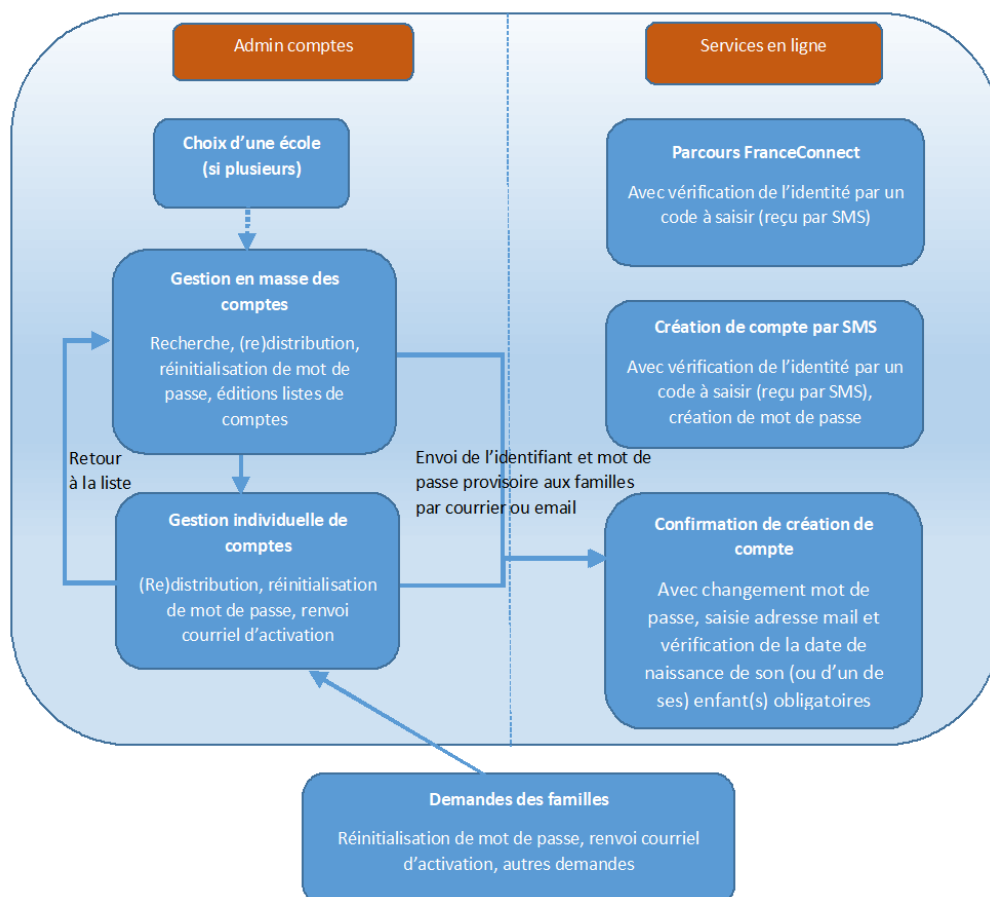 Admin comptes
Services en ligne
Choix d’une école
(si plusieurs)
Parcours FranceConnect
Avec vérification de l’identité par un
code à saisir (reçu par SMS)
Gestion en masse des
comptes
Recherche, (re)distribution,
réinitialisation de mot de
passe, éditions listes de
comptes
Création de compte par SMS
Avec vérification de l’identité par un
code à saisir (reçu par SMS),
création de mot de passe
Retour
à la liste
Envoi de l’identifiant et mot de
passe provisoire aux familles
par courrier ou email
Gestion individuelle de
comptes
(Re)distribution, réinitialisation
de mot de passe, renvoi
courriel d’activation
Confirmation de création de
compte
Avec changement mot de
passe, saisie adresse mail et
vérification de la date de
naissance de son (ou d’un de
ses) enfant(s) obligatoires
Demandes des familles
Réinitialisation de mot de passe, renvoi courriel
d’activation, autres demandes